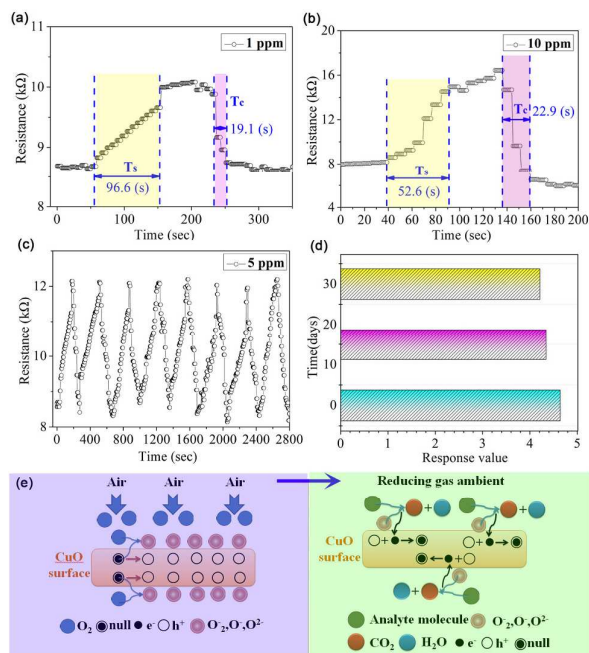 (a)
1 ppm
Resistance (kΩ)
11
10
9
8
Ts
96.6 (s)
Tc
19.1 (s)
0 100 200 300
Time (sec)
(b)
10 ppm
Resistance (kΩ)
20
16
12
8
4
Ts
52.6 (s)
Tc
22.9 (s)
0 20 40 60 80 100 120 140 160 180 200
Time (sec)
(c)
5 ppm
Resistance (kΩ)
12
10
8
0 400 800 1200 1600 2000 2400 2800
Time (sec)
(d)
Time(days)
30
20
10
0
0 1 2 3 4 5
Response value
(e)
Air Air Air
CuO
surface
O₂ null e⁻ h⁺ O⁻₂,O⁻,O²⁻
Reducing gas ambient
+ +
CuO
surface
+ +
+
+
Analyte molecule O⁻₂,O⁻,O²⁻
CO₂ H₂O e⁻ h⁺ null